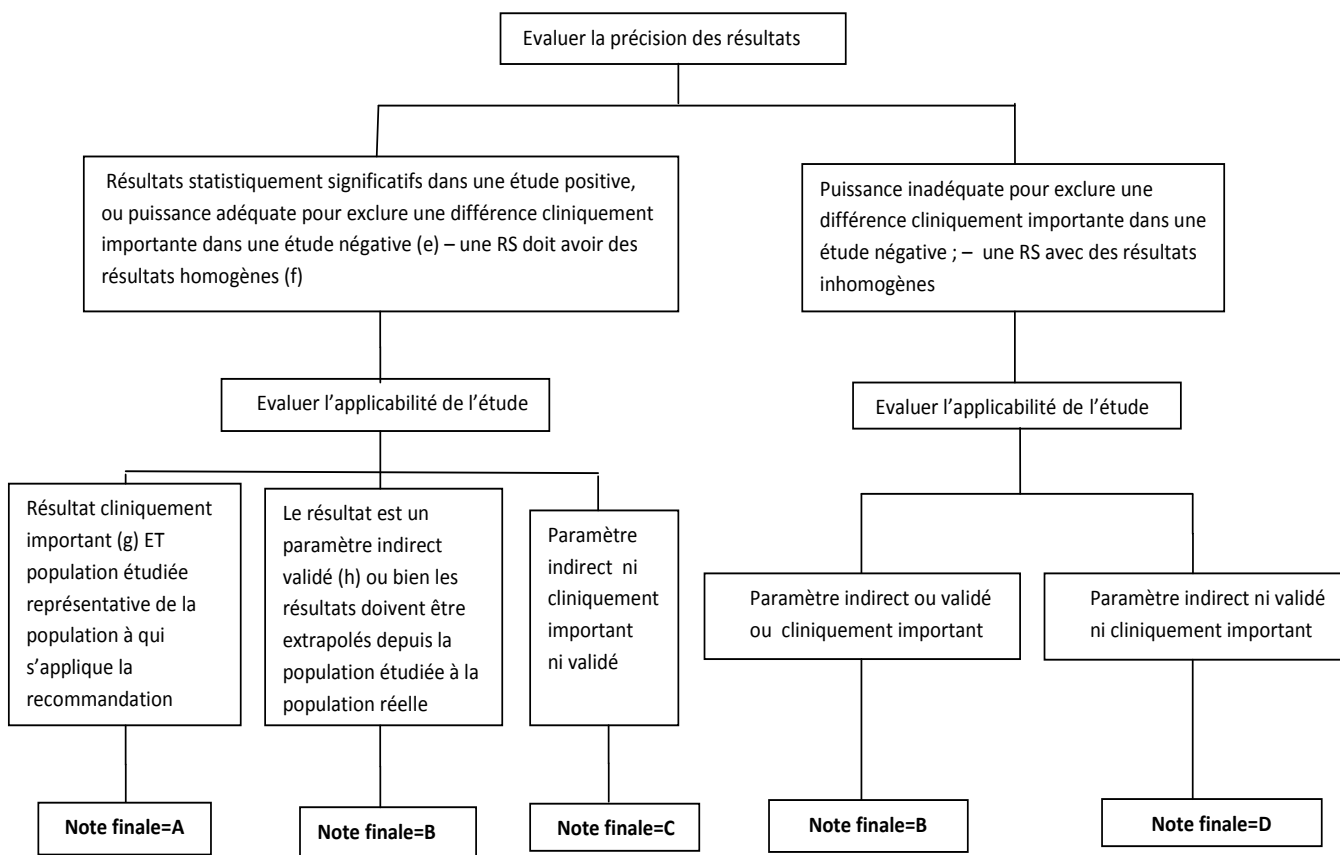 Evaluer la précision des résultats
Résultats statistiquement significatifs dans une étude positive,
ou puissance adéquate pour exclure une différence cliniquement
importante dans une étude négative (e) – une RS doit avoir des
résultats homogènes (f)
Puissance inadéquate pour exclure une
différence cliniquement importante dans une
étude négative ; – une RS avec des résultats
inhomogènes
Evaluer l’applicabilité de l’étude
Evaluer l’applicabilité de l’étude
Résultat cliniquement
important (g) ET
population étudiée
représentative de la
population à qui
s’applique la
recommandation
Le résultat est un
paramètre indirect
validé (h) ou bien les
résultats doivent être
extrapolés depuis la
population étudiée à la
population réelle
Paramètre
indirect ni
cliniquement
important
ni validé
Paramètre indirect ou validé
ou cliniquement important
Paramètre indirect ni validé
ni cliniquement important
Note finale=A
Note finale=B
Note finale=C
Note finale=B
Note finale=D